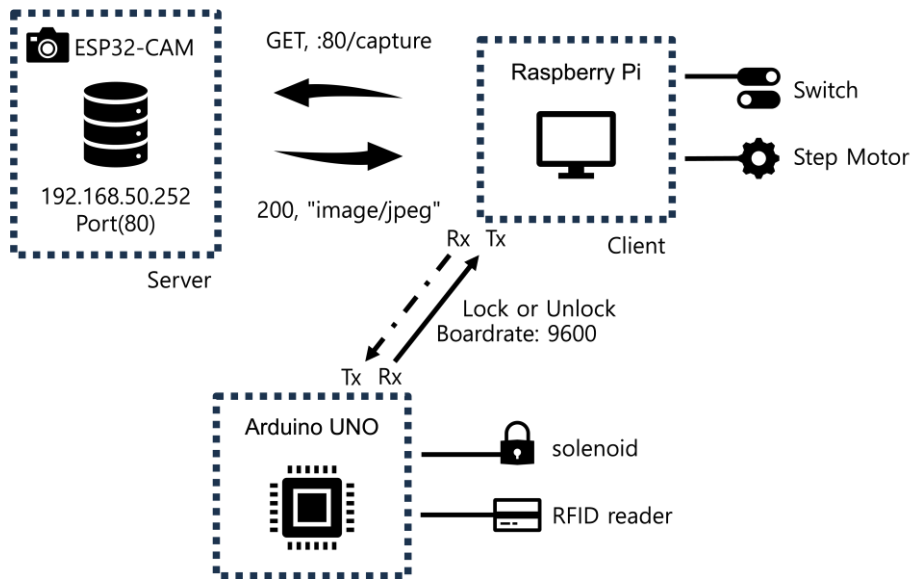 ESP32-CAM
192.168.50.252
Port(80)
Server
GET, :80/capture
200, "image/jpeg"
Raspberry Pi
Client
Switch
Step Motor
Rx Tx
Lock or Unlock
Boardrate: 9600
Tx Rx
Arduino UNO
solenoid
RFID reader